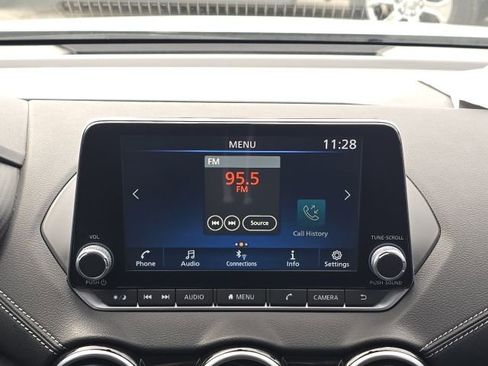 MENU 11:28
FM
95.5
FM
Source
Call History
Phone Audio Connections Info Settings
VOL
TUNE·SCROLL
PUSH
PUSH SOUND
AUDIO MENU CAMERA